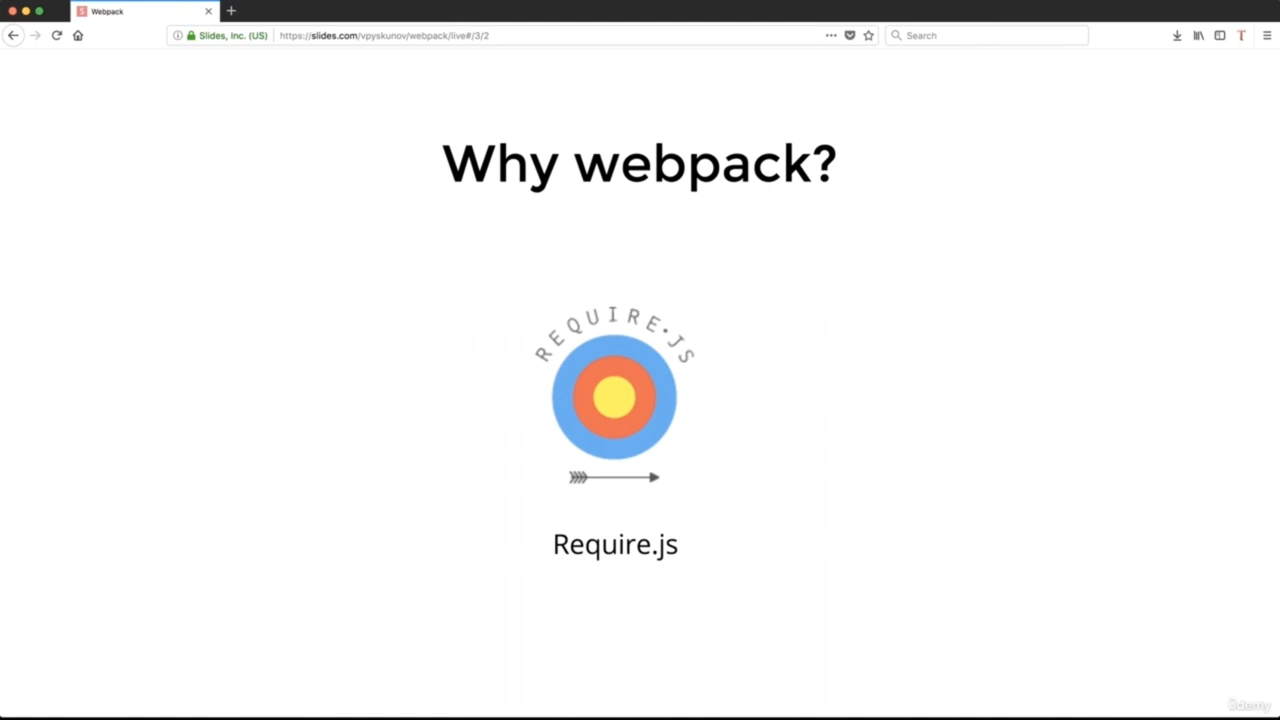 Webpack
Slides, Inc. (US)
https://slides.com/vpyskunov/webpack/live#/3/2
Search
Why webpack?
REQUIRE·JS
Require.js
ûdemy